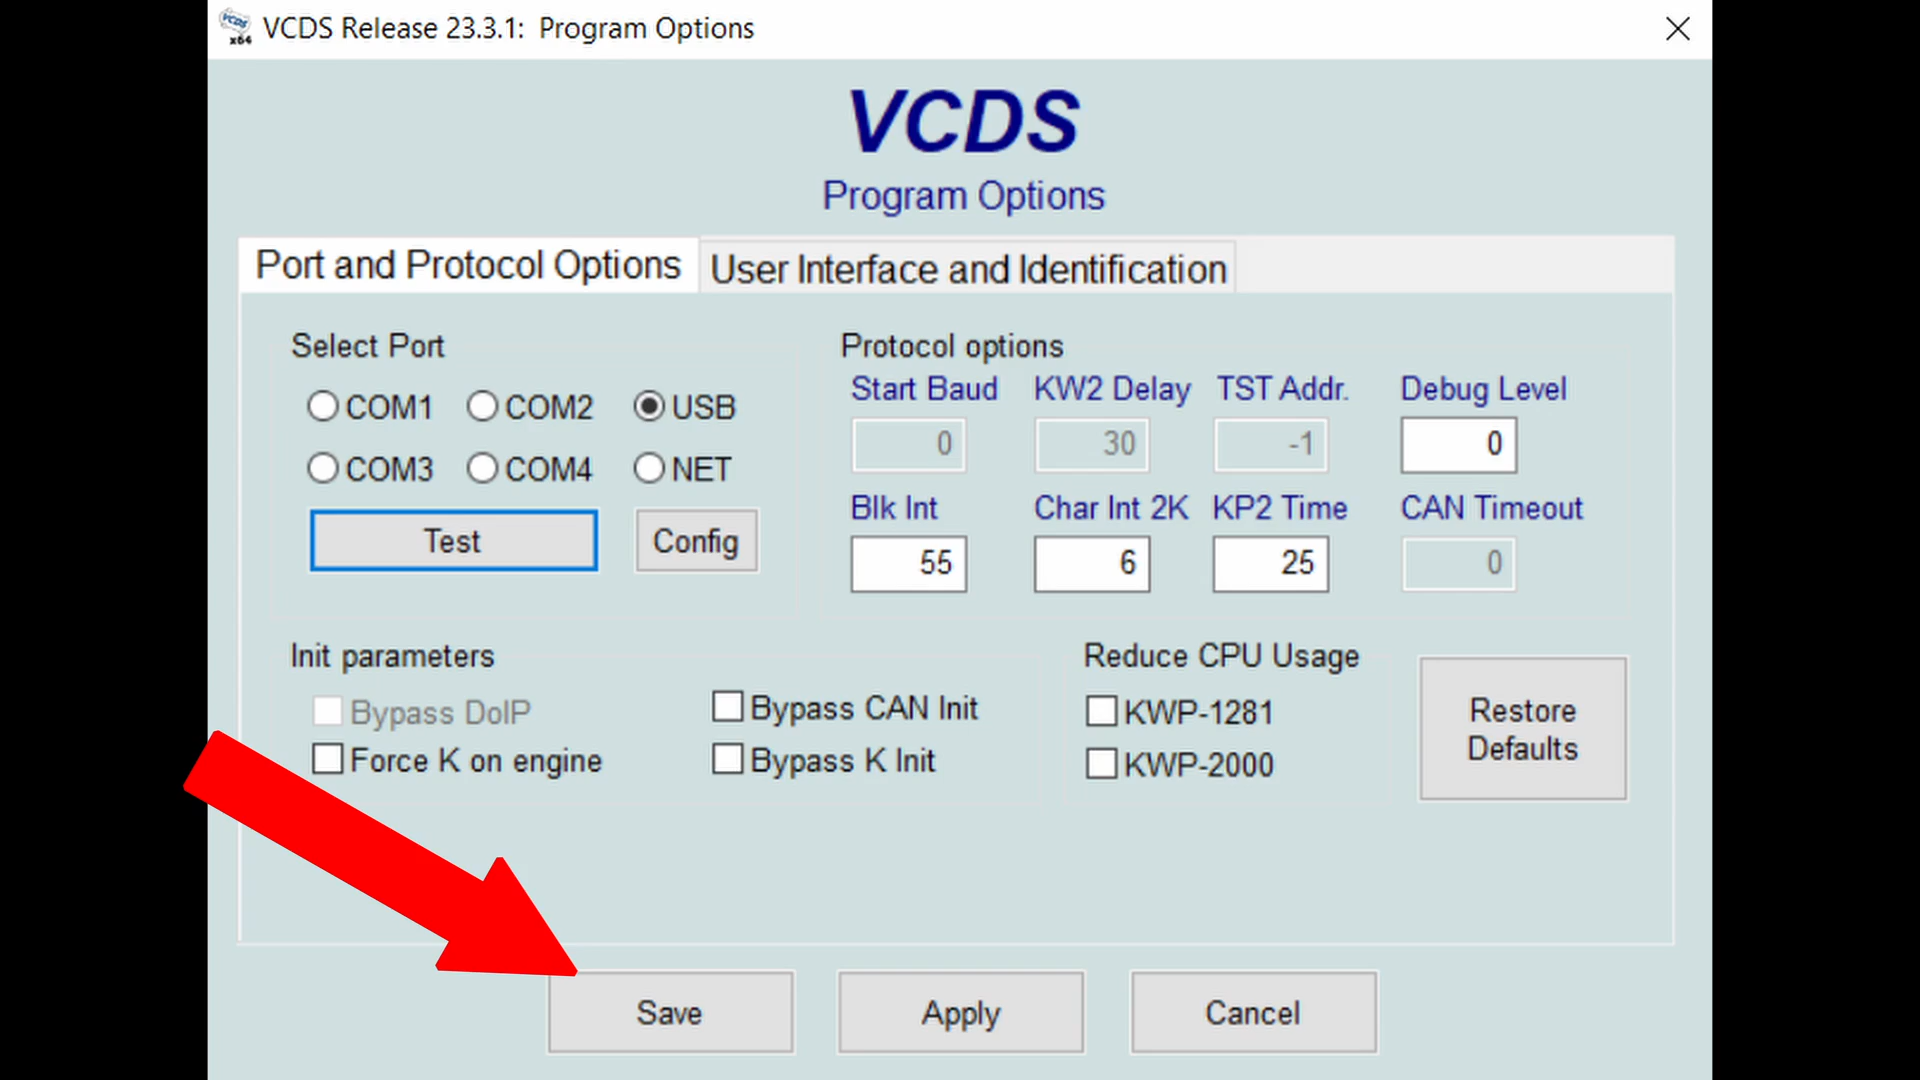 VCDS x64 VCDS Release 23.3.1:  Program Options
VCDS
Program Options
Port and Protocol Options User Interface and Identification
Select Port
COM1 COM2 USB
COM3 COM4 NET
Test Config
Protocol options
Start Baud KW2 Delay TST Addr. Debug Level
0 30 -1 0
Blk Int Char Int 2K KP2 Time CAN Timeout
55 6 25 0
Init parameters
Bypass DoIP Bypass CAN Init
Force K on engine Bypass K Init
Reduce CPU Usage
KWP-1281
KWP-2000
Restore
Defaults
Save Apply Cancel